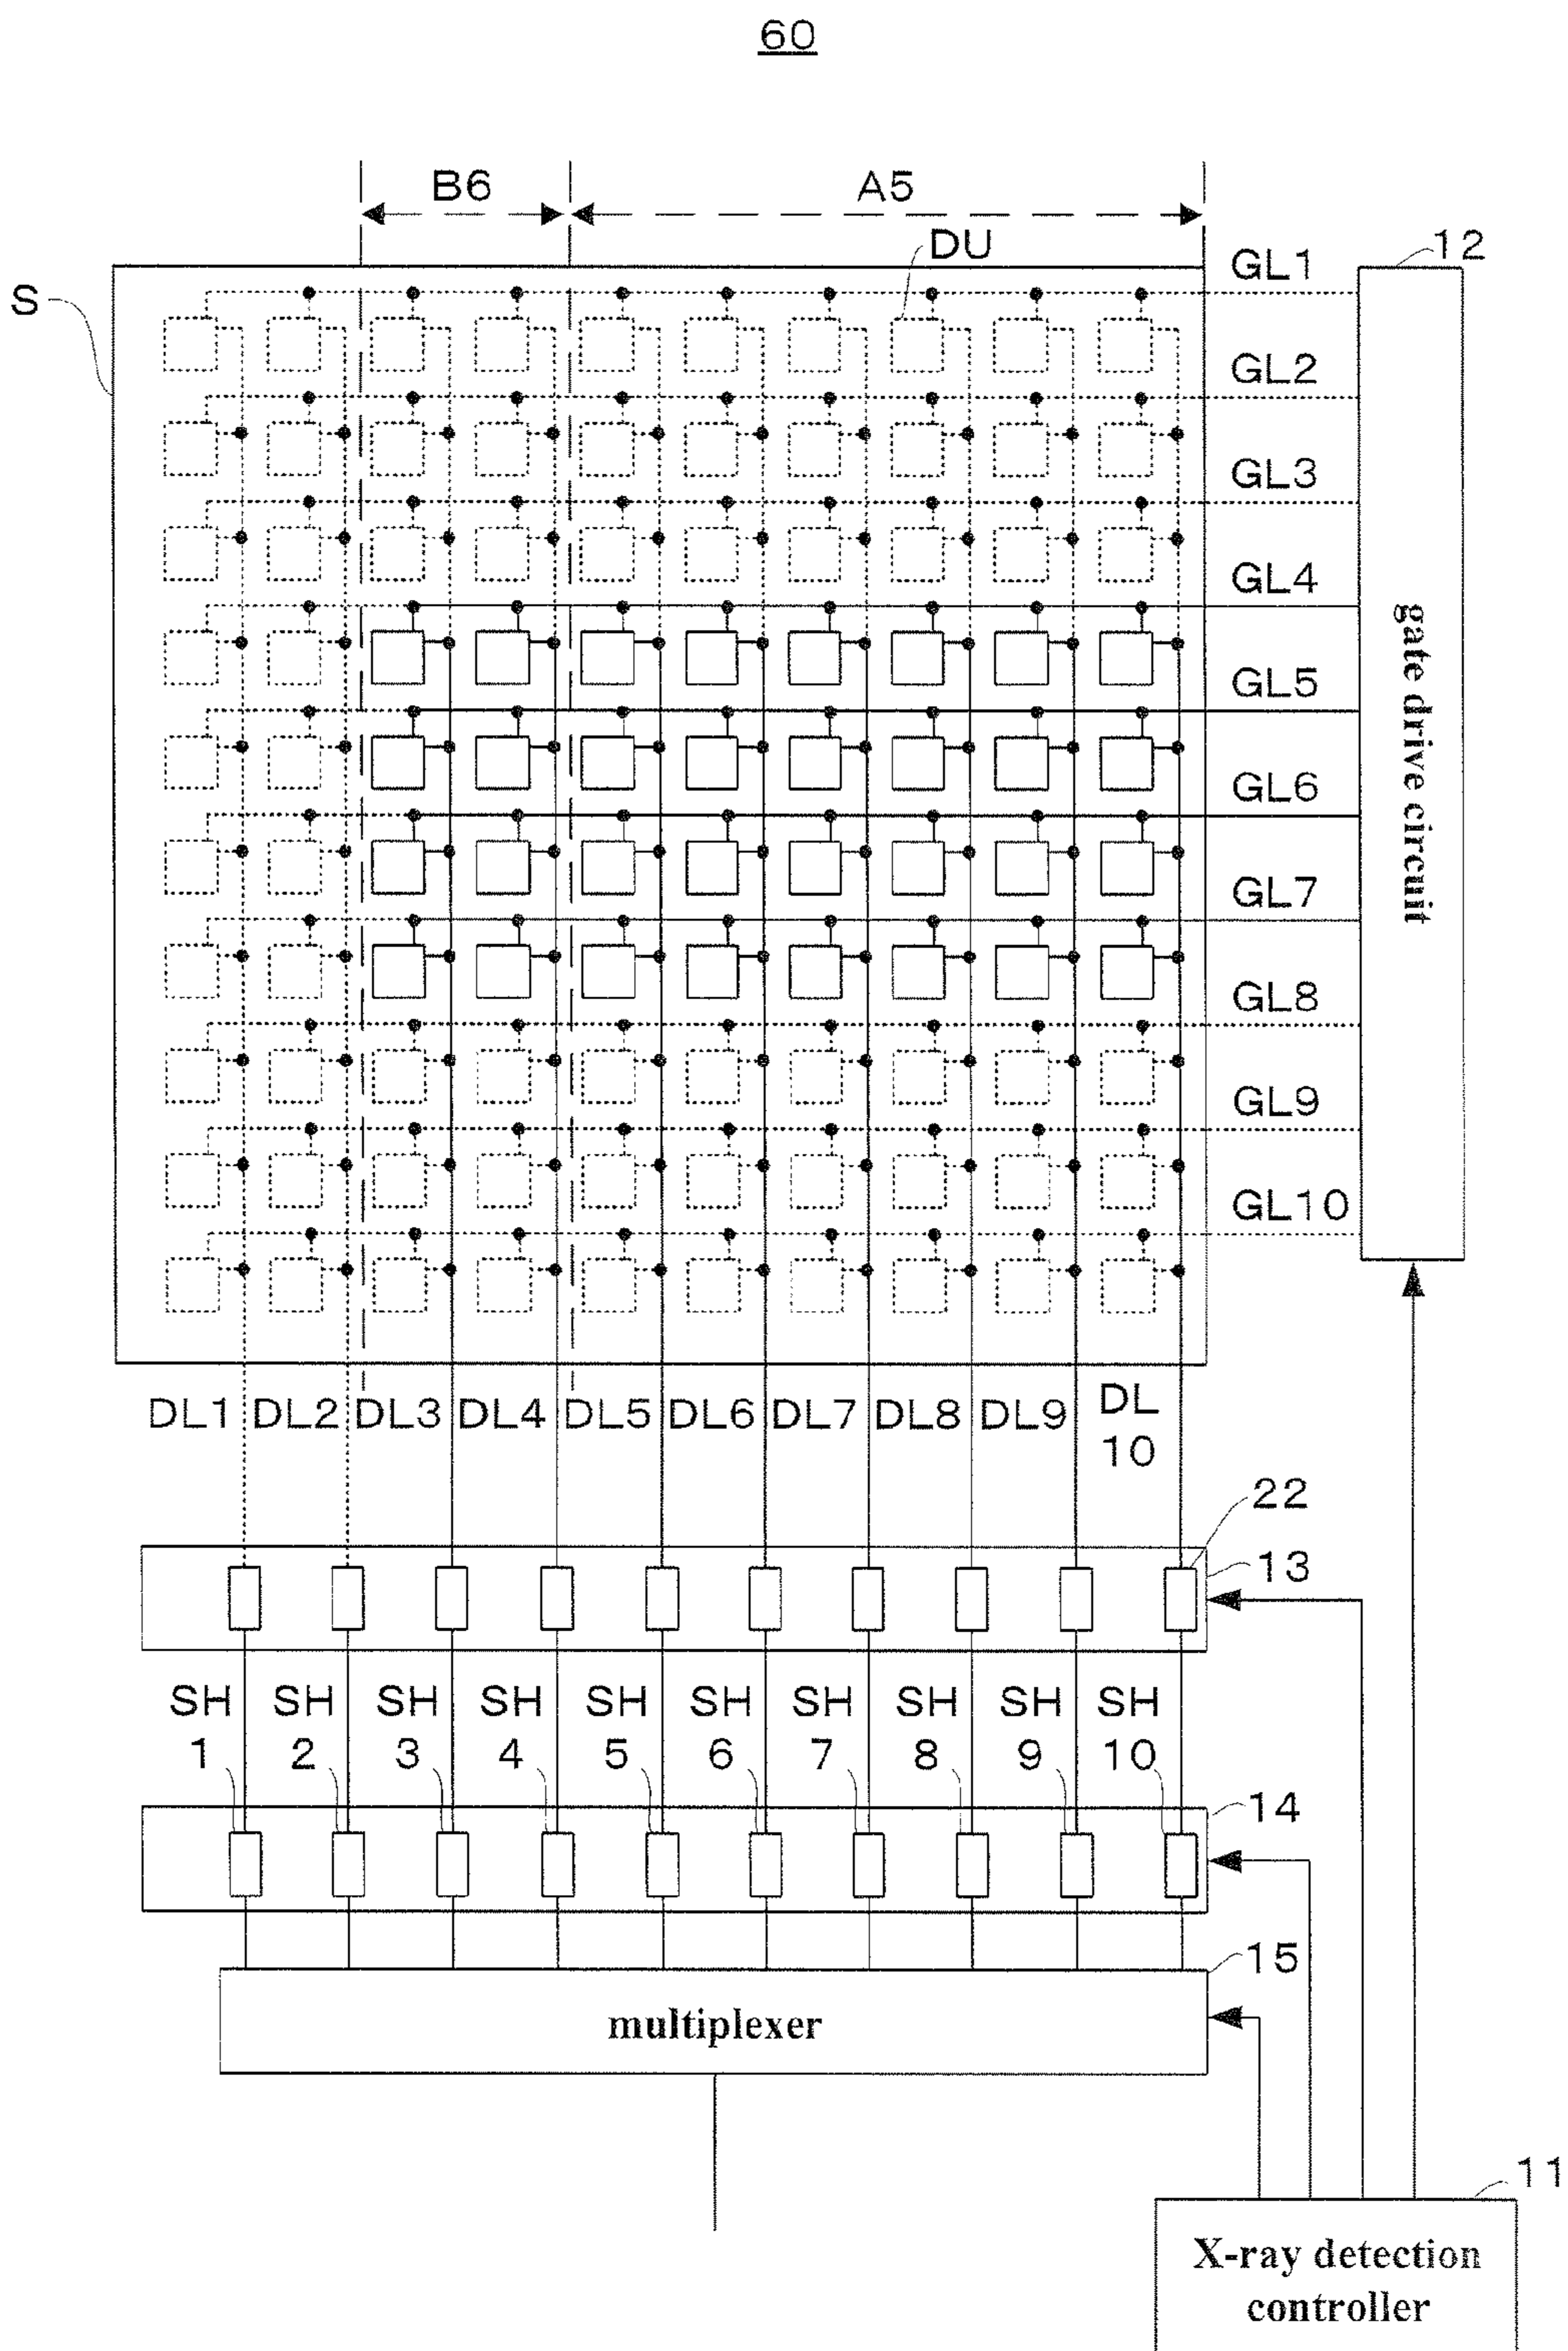 60
B6
A5
DU
GL1
12
S
GL2
GL3
GL4
gate drive circuit
GL5
GL6
GL7
GL8
GL9
GL10
DL1 DL2 DL3 DL4 DL5 DL6 DL7 DL8 DL9 DL
10
22
13
SH SH SH SH SH SH SH SH SH SH
1 2 3 4 5 6 7 8 9 10
14
15
multiplexer
11
X-ray detection
controller